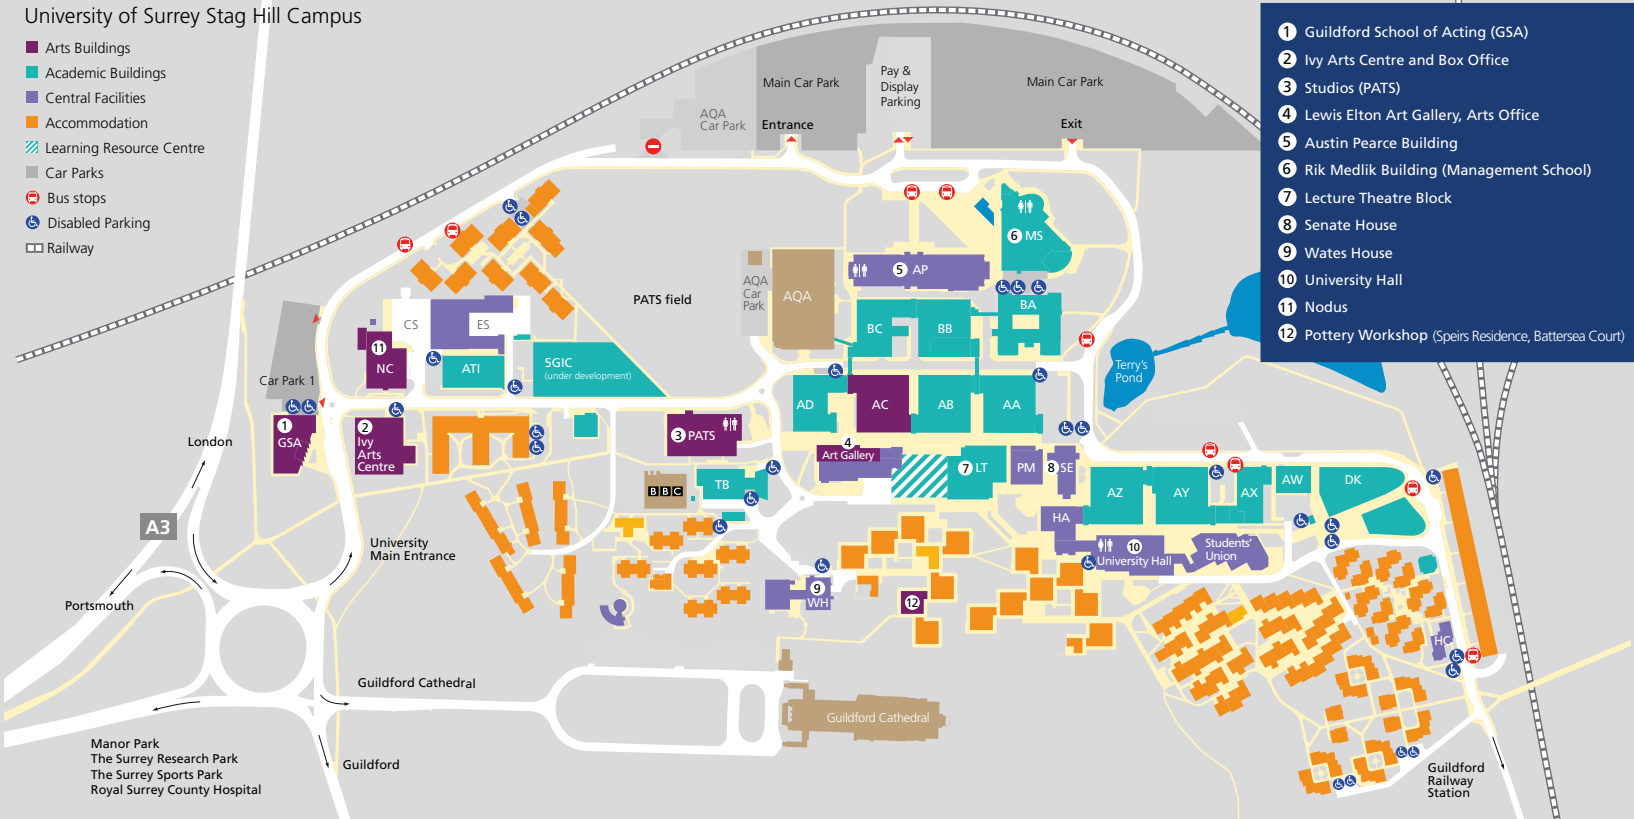 University of Surrey Stag Hill Campus
Arts Buildings
Academic Buildings
Central Facilities
Accommodation
Learning Resource Centre
Car Parks
Bus stops
Disabled Parking
Railway
1 Guildford School of Acting (GSA)
2 Ivy Arts Centre and Box Office
3 Studios (PATS)
4 Lewis Elton Art Gallery, Arts Office
5 Austin Pearce Building
6 Rik Medlik Building (Management School)
7 Lecture Theatre Block
8 Senate House
9 Wates House
10 University Hall
11 Nodus
12 Pottery Workshop (Speirs Residence, Battersea Court)
Main Car Park
Pay &
Display
Parking
Main Car Park
AQA
Car Park
Entrance
Exit
6 MS
5 AP
AQA
Car
Park
AQA
PATS field
BA
BC
BB
CS
ES
11
NC
ATI
5GIC
(under development)
Terry's
Pond
Car Park 1
AD
AC
AB
AA
1
GSA
2
Ivy
Arts
Centre
3 PATS
4
Art Gallery
7 LT
PM
8 SE
London
BBC
TB
AZ
AY
AX
AW
DK
HA
A3
University
Main Entrance
10
University Hall
Students'
Union
9
WH
12
Portsmouth
HC
Guildford Cathedral
Guildford Cathedral
Manor Park
The Surrey Research Park
The Surrey Sports Park
Royal Surrey County Hospital
Guildford
Guildford
Railway
Station